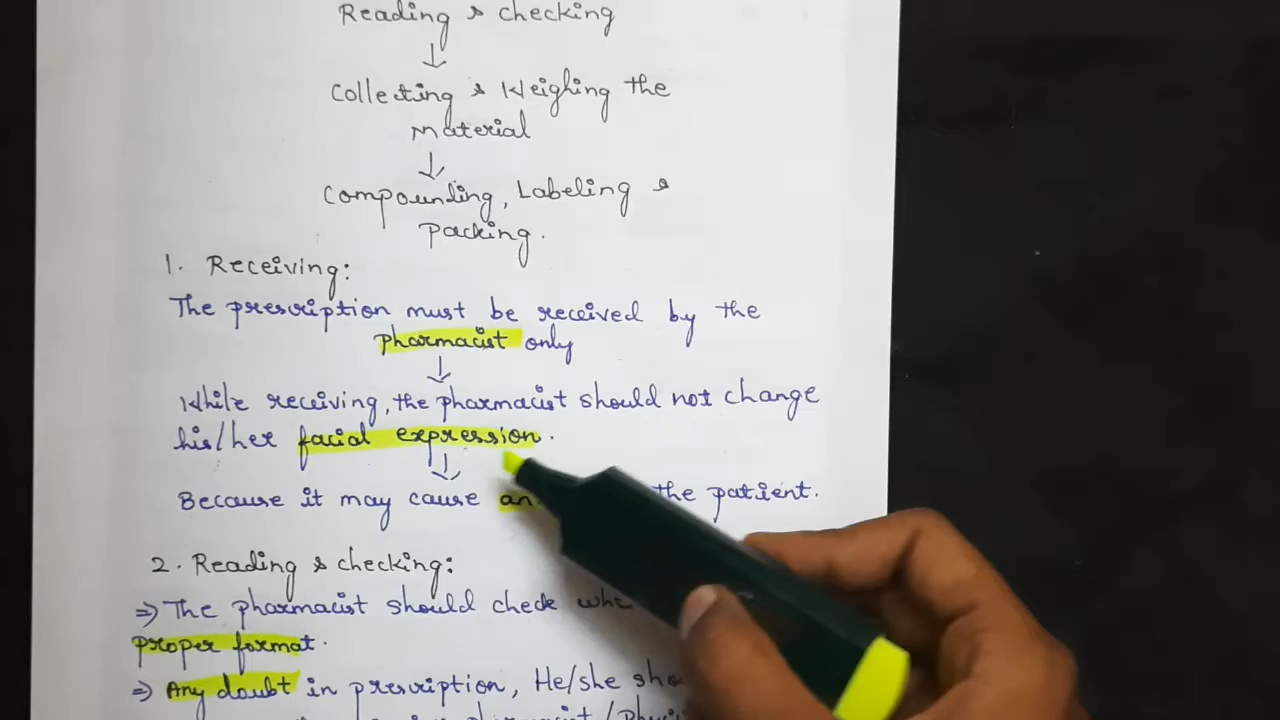 Reading & checking
↓
Collecting & Weighing the
Material
↓
Compounding, Labeling &
Packing.
1. Receiving:
The prescription must be received by the
pharmacist only
↓
While receiving, the pharmacist should not change
his/her facial expression.
↓
Because it may cause the patient.
2. Reading & checking:
⇒ The pharmacist should check
proper format.
⇒ Any doubt in prescription, He/she